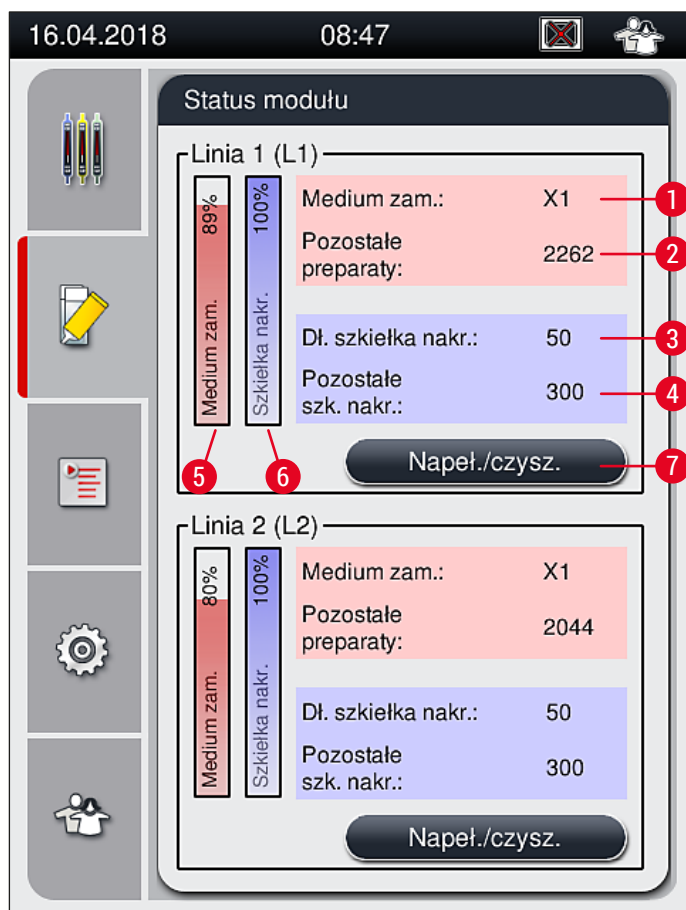 16.04.2018 08:47
Status modułu
Linia 1 (L1)
89%
Medium zam.
100%
Szkiełka nakr.
Medium zam.: X1 1
Pozostałe
preparaty: 2262 2
Dł. szkiełka nakr.: 50 3
Pozostałe
szk. nakr.: 300 4
5 6
Napeł./czysz. 7
Linia 2 (L2)
80%
Medium zam.
100%
Szkiełka nakr.
Medium zam.: X1
Pozostałe
preparaty: 2044
Dł. szkiełka nakr.: 50
Pozostałe
szk. nakr.: 300
Napeł./czysz.